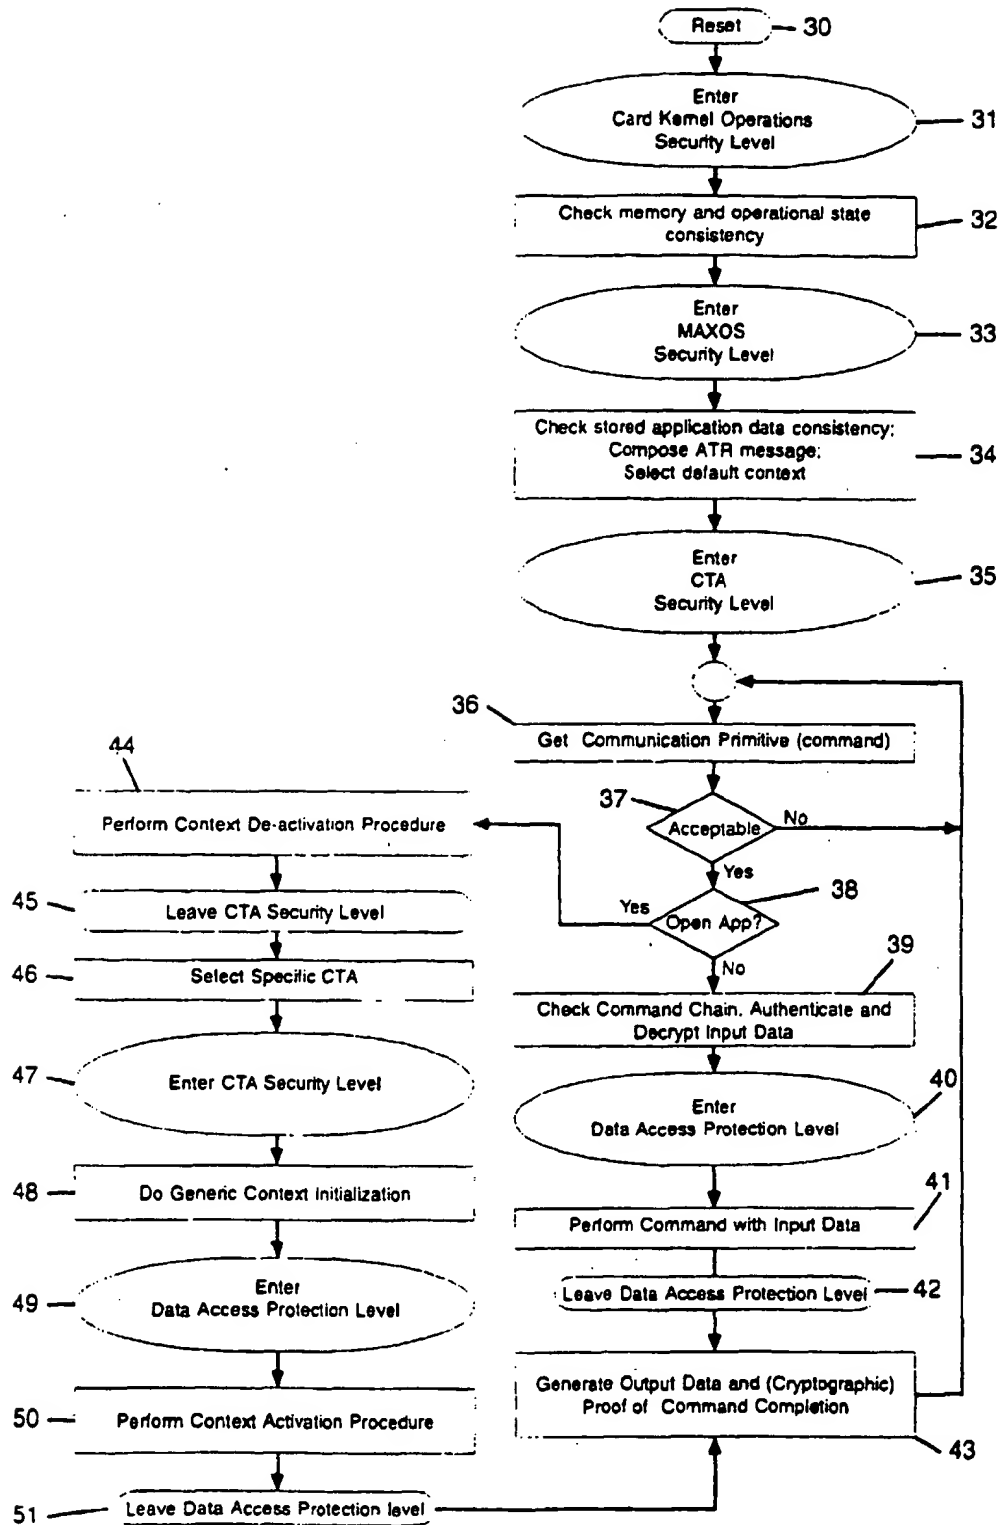 Reset
30
Enter
Card Kernel Operations
Security Level
31
Check memory and operational state
consistency
32
Enter
MAXOS
Security Level
33
Check stored application data consistency;
Compose ATR message;
Select default context
34
Enter
CTA
Security Level
35
36
Get Communication Primitive (command)
37
Acceptable
No
Yes
38
Open App?
Yes
No
39
Check Command Chain, Authenticate and
Decrypt Input Data
40
Enter
Data Access Protection Level
41
Perform Command with Input Data
Leave Data Access Protection Level
42
Generate Output Data and (Cryptographic)
Proof of Command Completion
43
44
Perform Context De-activation Procedure
45
Leave CTA Security Level
46
Select Specific CTA
47
Enter CTA Security Level
48
Do Generic Context Initialization
49
Enter
Data Access Protection Level
50
Perform Context Activation Procedure
51
Leave Data Access Protection level